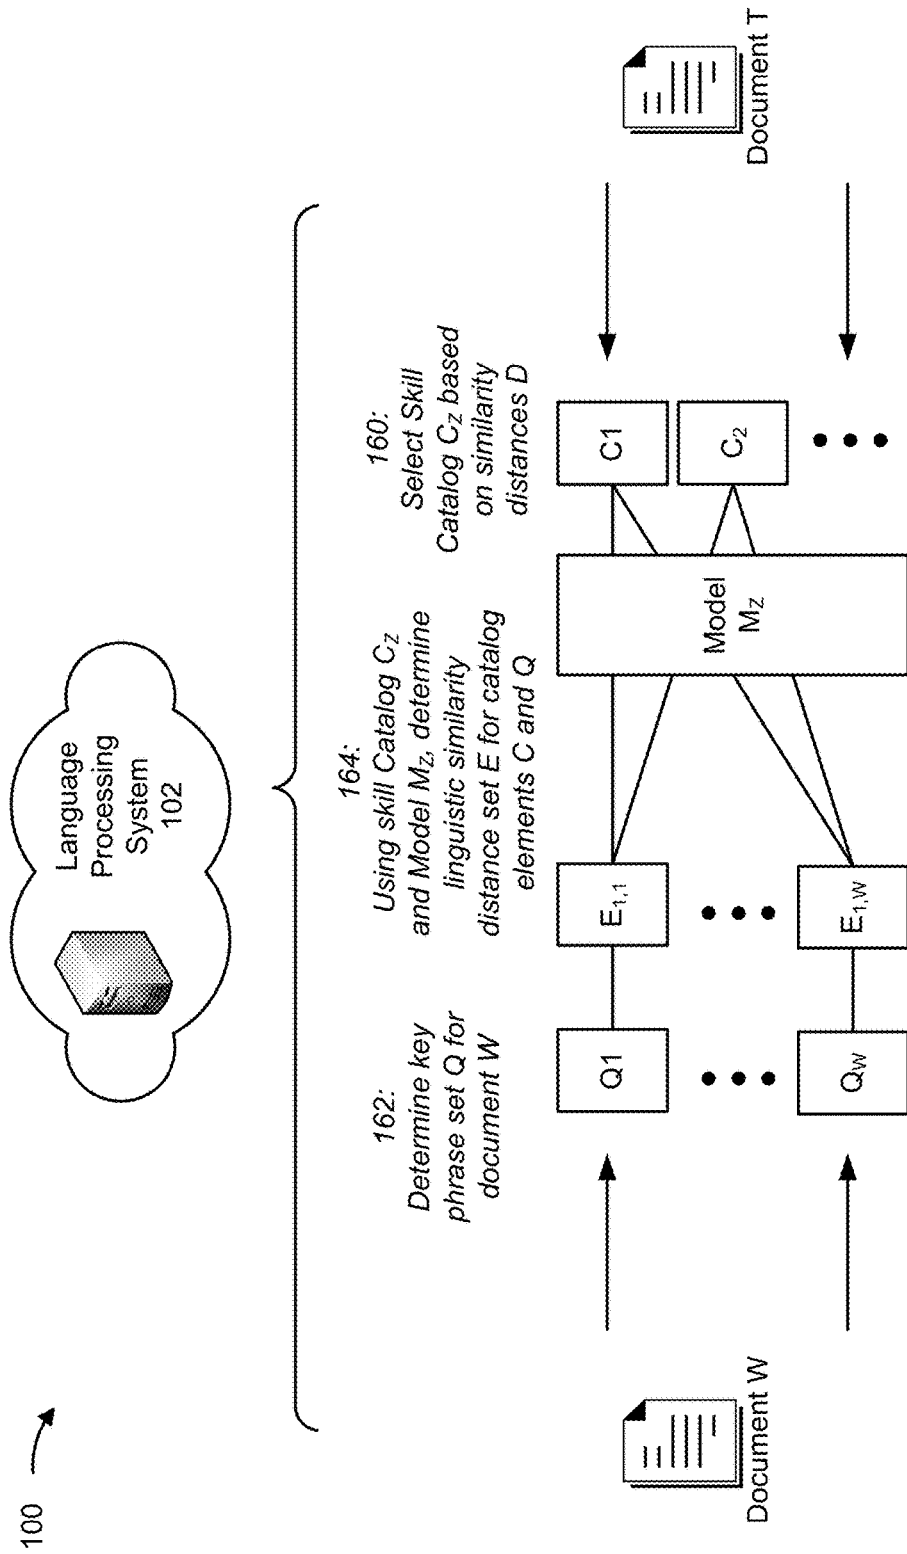 100
Language
Processing
System
102
162:
Determine key
phrase set Q for
document W
164:
Using skill Catalog C_Z
and Model M_Z, determine
linguistic similarity
distance set E for catalog
elements C and Q
160:
Select Skill
Catalog C_Z based
on similarity
distances D
Document W
Q1
Q_W
E_1,1
E_1,W
Model
M_Z
C1
C_2
Document T